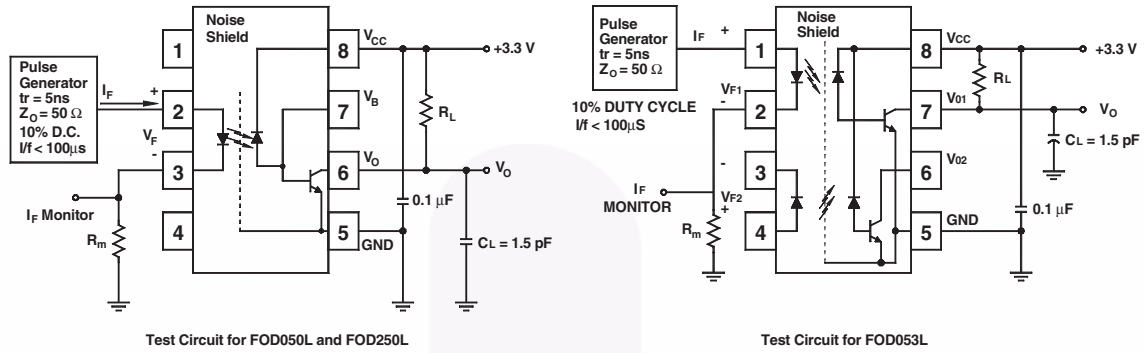 Noise
Shield
Pulse
Generator
tr = 5ns
ZO = 50 Ω
10% D.C.
I/f < 100μs
IF
+
VF
-
1
2
3
4
8
7
6
5
VCC
VB
VO
GND
+3.3 V
RL
VO
0.1 μF
CL = 1.5 pF
IF Monitor
Rm
Test Circuit for FOD050L and FOD250L
Pulse
Generator
tr = 5ns
ZO = 50 Ω
IF
+
Noise
Shield
10% DUTY CYCLE
I/f < 100μS
VF1
-
-
VF2
+
1
2
3
4
8
7
6
5
VCC
V01
V02
GND
+3.3 V
RL
VO
CL = 1.5 pF
0.1 μF
IF
MONITOR
Rm
Test Circuit for FOD053L